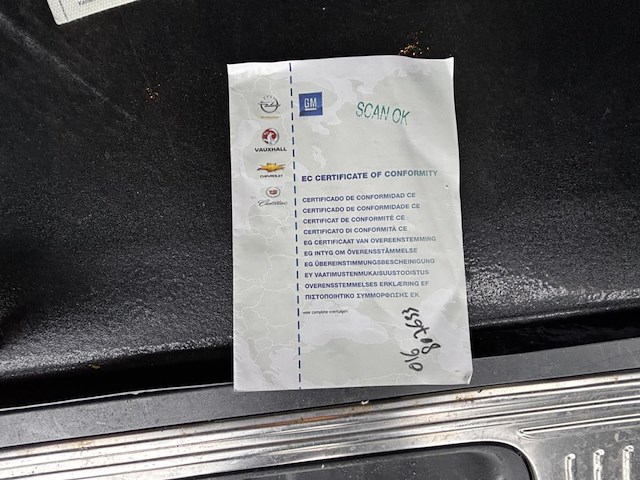 GM
SCAN OK
VAUXHALL
CHEVROLET
Cadillac
EC CERTIFICATE OF CONFORMITY
CERTIFICADO DE CONFORMIDAD CE
CERTIFICADO DE CONFORMIDADE CE
CERTIFICAT DE CONFORMITÉ CE
CERTIFICATO DI CONFORMITÀ CE
EG CERTIFICAAT VAN OVEREENSTEMMING
EG INTYG OM ÖVERENSSTÄMMELSE
EG ÜBEREINSTIMMUNGSBESCHEINIGUNG
EY VAATIMUSTENMUKAISUUSTODISTUS
OVERENSSTEMMELSES ERKLÆRING EF
ΠΙΣΤΟΠΟΙΗΤΙΚΟ ΣΥΜΜΟΡΦΩΣΗΣ ΕΚ